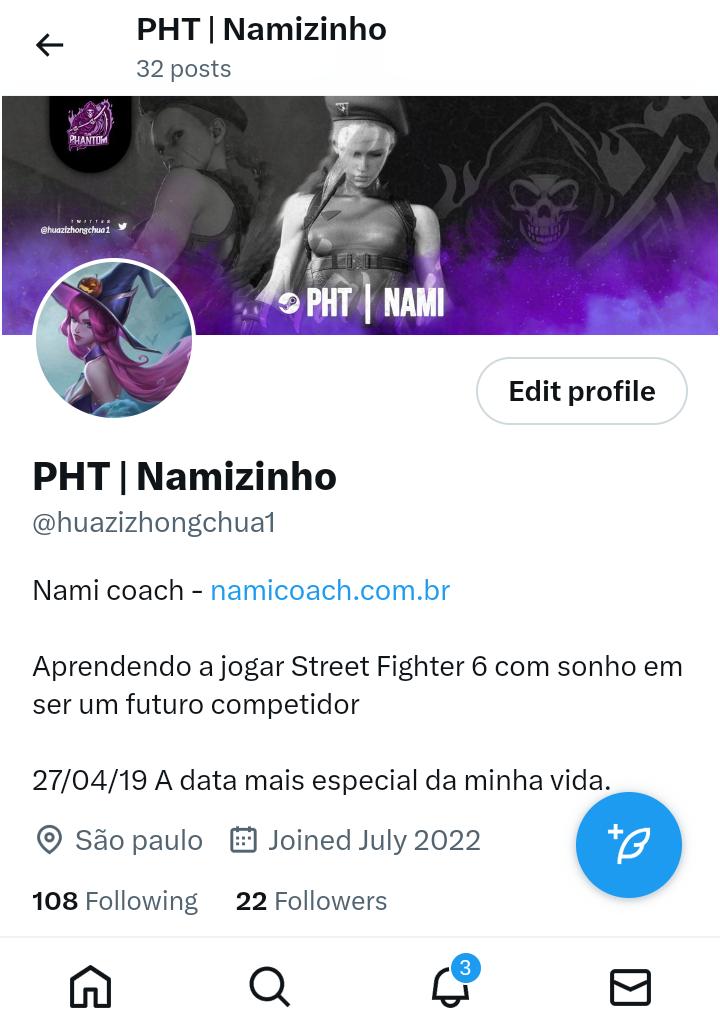 PHT | Namizinho
32 posts
PHANTOM
TWITTER
@huazizhongchua1
PHT | NAMI
Edit profile
PHT | Namizinho
@huazizhongchua1
Nami coach - namicoach.com.br
Aprendendo a jogar Street Fighter 6 com sonho em
ser um futuro competidor
27/04/19 A data mais especial da minha vida.
São paulo Joined July 2022
108 Following 22 Followers
3